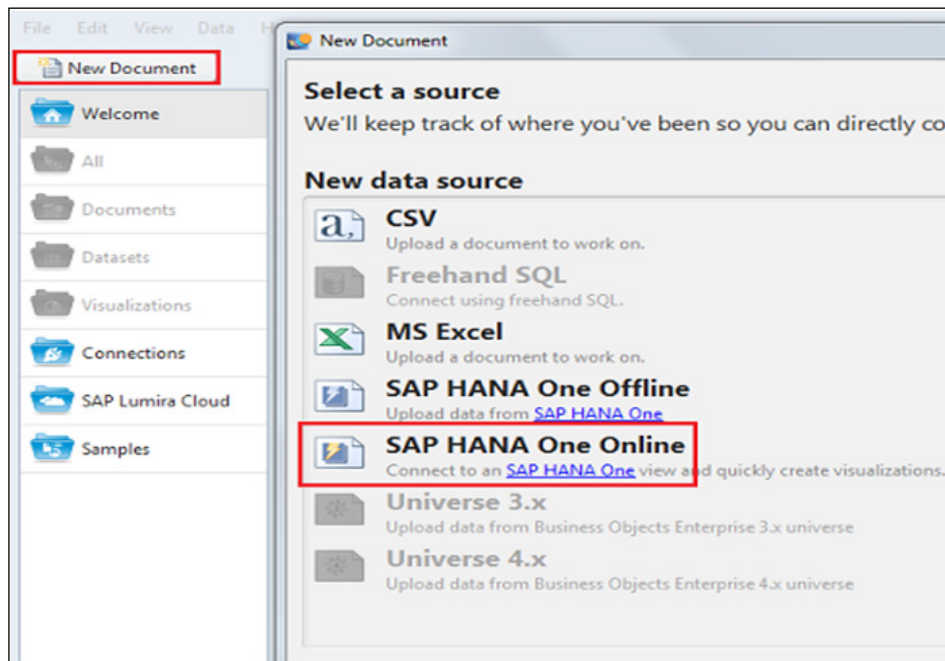 File Edit View Data H
New Document
New Document
Welcome
All
Documents
Datasets
Visualizations
Connections
SAP Lumira Cloud
Samples
Select a source
We'll keep track of where you've been so you can directly co
New data source
CSV
Upload a document to work on.
Freehand SQL
Connect using freehand SQL.
MS Excel
Upload a document to work on.
SAP HANA One Offline
Upload data from SAP HANA One
SAP HANA One Online
Connect to an SAP HANA One view and quickly create visualizations.
Universe 3.x
Upload data from Business Objects Enterprise 3.x universe
Universe 4.x
Upload data from Business Objects Enterprise 4.x universe